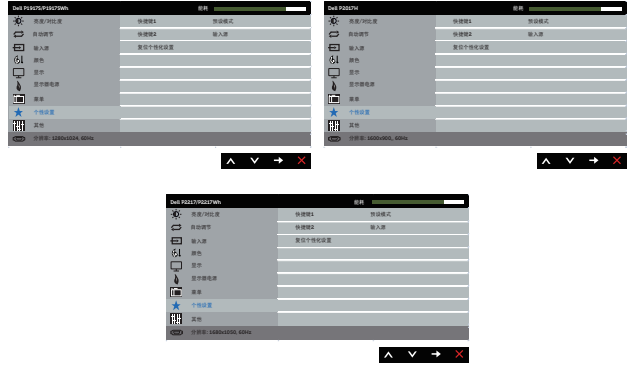 Dell P1917S/P1917SWh 能耗
亮度/对比度 快捷键1 预设模式
自动调节 快捷键2 输入源
输入源 复位个性化设置
颜色
显示
显示器电源
菜单
个性设置
其他
分辨率: 1280x1024, 60Hz
Dell P2017H 能耗
亮度/对比度 快捷键1 预设模式
自动调节 快捷键2 输入源
输入源 复位个性化设置
颜色
显示
显示器电源
菜单
个性设置
其他
分辨率: 1600x900, 60Hz
Dell P2217/P2217Wh 能耗
亮度/对比度 快捷键1 预设模式
自动调节 快捷键2 输入源
输入源 复位个性化设置
颜色
显示
显示器电源
菜单
个性设置
其他
分辨率: 1680x1050, 60Hz